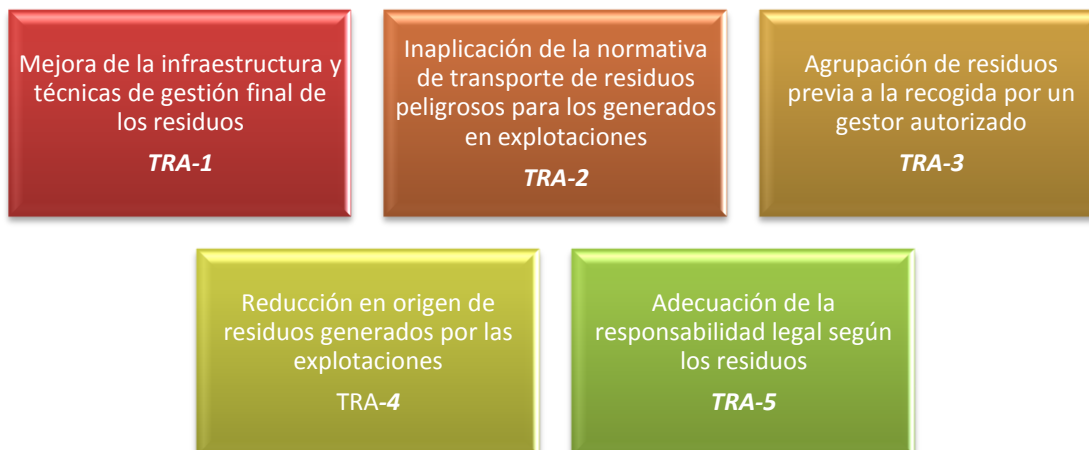 Mejora de la infraestructura y
técnicas de gestión final de
los residuos
TRA-1
Inaplicación de la normativa
de transporte de residuos
peligrosos para los generados
en explotaciones
TRA-2
Agrupación de residuos
previa a la recogida por un
gestor autorizado
TRA-3
Reducción en origen de
residuos generados por las
explotaciones
TRA-4
Adecuación de la
responsabilidad legal según
los residuos
TRA-5